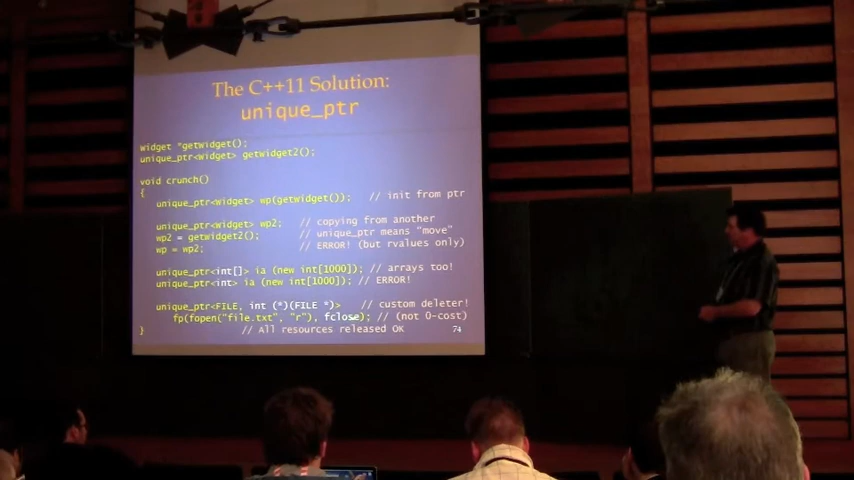 The C++11 Solution:
unique_ptr
widget *getwidget();
unique_ptr<widget> getwidget2();
void crunch()
{
unique_ptr<widget> wp(getwidget()); // init from ptr
unique_ptr<widget> wp2; // copying from another
wp2 = getwidget2(); // unique_ptr means "move"
wp = wp2; // ERROR! (but rvalues only)
unique_ptr<int[]> ia (new int[1000]); // arrays too!
unique_ptr<int> ia (new int[1000]); // ERROR!
unique_ptr<FILE, int (*)(FILE *)> // custom deleter!
fp(fopen("file.txt", "r"), fclose); // (not 0-cost)
} // All resources released OK 74